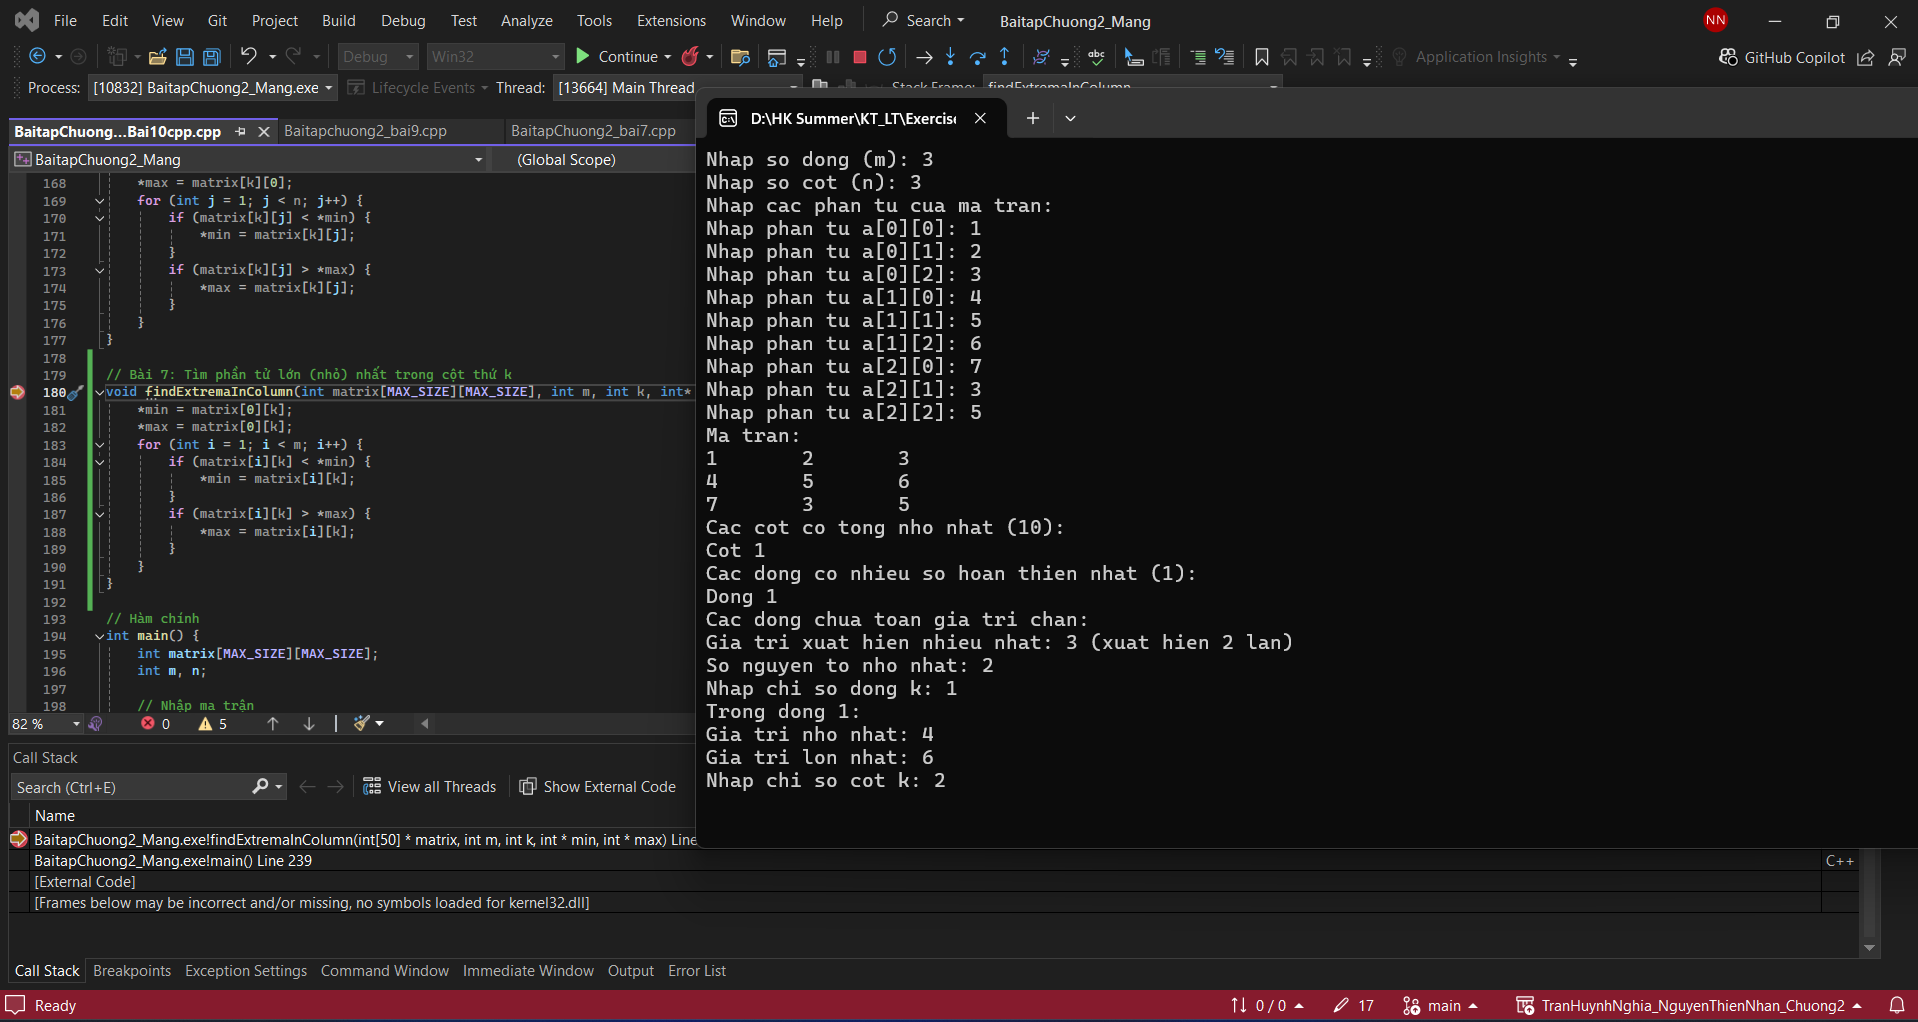 File Edit View Git Project Build Debug Test Analyze Tools Extensions Window Help Search BaitapChuong2_Mang NN
Debug Win32 Continue abc Application Insights GitHub Copilot
Process: [10832] BaitapChuong2_Mang.exe Lifecycle Events Thread: [13664] Main Thread Stack Frame: findExtremaInColumn
BaitapChuong...Bai10cpp.cpp Baitapchuong2_bai9.cpp BaitapChuong2_bai7.cpp
BaitapChuong2_Mang (Global Scope)
168 *max = matrix[k][0];
169 for (int j = 1; j < n; j++) {
170 if (matrix[k][j] < *min) {
171 *min = matrix[k][j];
172 }
173 if (matrix[k][j] > *max) {
174 *max = matrix[k][j];
175 }
176 }
177 }
178
179 // Bài 7: Tìm phần tử lớn (nhỏ) nhất trong cột thứ k
180 void findExtremaInColumn(int matrix[MAX_SIZE][MAX_SIZE], int m, int k, int*
181 *min = matrix[0][k];
182 *max = matrix[0][k];
183 for (int i = 1; i < m; i++) {
184 if (matrix[i][k] < *min) {
185 *min = matrix[i][k];
186 }
187 if (matrix[i][k] > *max) {
188 *max = matrix[i][k];
189 }
190 }
191 }
192
193 // Hàm chính
194 int main() {
195 int matrix[MAX_SIZE][MAX_SIZE];
196 int m, n;
197
198 // Nhập ma trận
82 % 0 5
D:\HK Summer\KT_LT\Exercise
Nhap so dong (m): 3
Nhap so cot (n): 3
Nhap cac phan tu cua ma tran:
Nhap phan tu a[0][0]: 1
Nhap phan tu a[0][1]: 2
Nhap phan tu a[0][2]: 3
Nhap phan tu a[1][0]: 4
Nhap phan tu a[1][1]: 5
Nhap phan tu a[1][2]: 6
Nhap phan tu a[2][0]: 7
Nhap phan tu a[2][1]: 3
Nhap phan tu a[2][2]: 5
Ma tran:
1 2 3
4 5 6
7 3 5
Cac cot co tong nho nhat (10):
Cot 1
Cac dong co nhieu so hoan thien nhat (1):
Dong 1
Cac dong chua toan gia tri chan:
Gia tri xuat hien nhieu nhat: 3 (xuat hien 2 lan)
So nguyen to nho nhat: 2
Nhap chi so dong k: 1
Trong dong 1:
Gia tri nho nhat: 4
Gia tri lon nhat: 6
Nhap chi so cot k: 2
Call Stack
Search (Ctrl+E) View all Threads Show External Code
Name
BaitapChuong2_Mang.exe!findExtremaInColumn(int[50] * matrix, int m, int k, int * min, int * max) Line
BaitapChuong2_Mang.exe!main() Line 239 C++
[External Code]
[Frames below may be incorrect and/or missing, no symbols loaded for kernel32.dll]
Call Stack Breakpoints Exception Settings Command Window Immediate Window Output Error List
Ready 0 / 0 17 main TranHuynhNghia_NguyenThienNhan_Chuong2